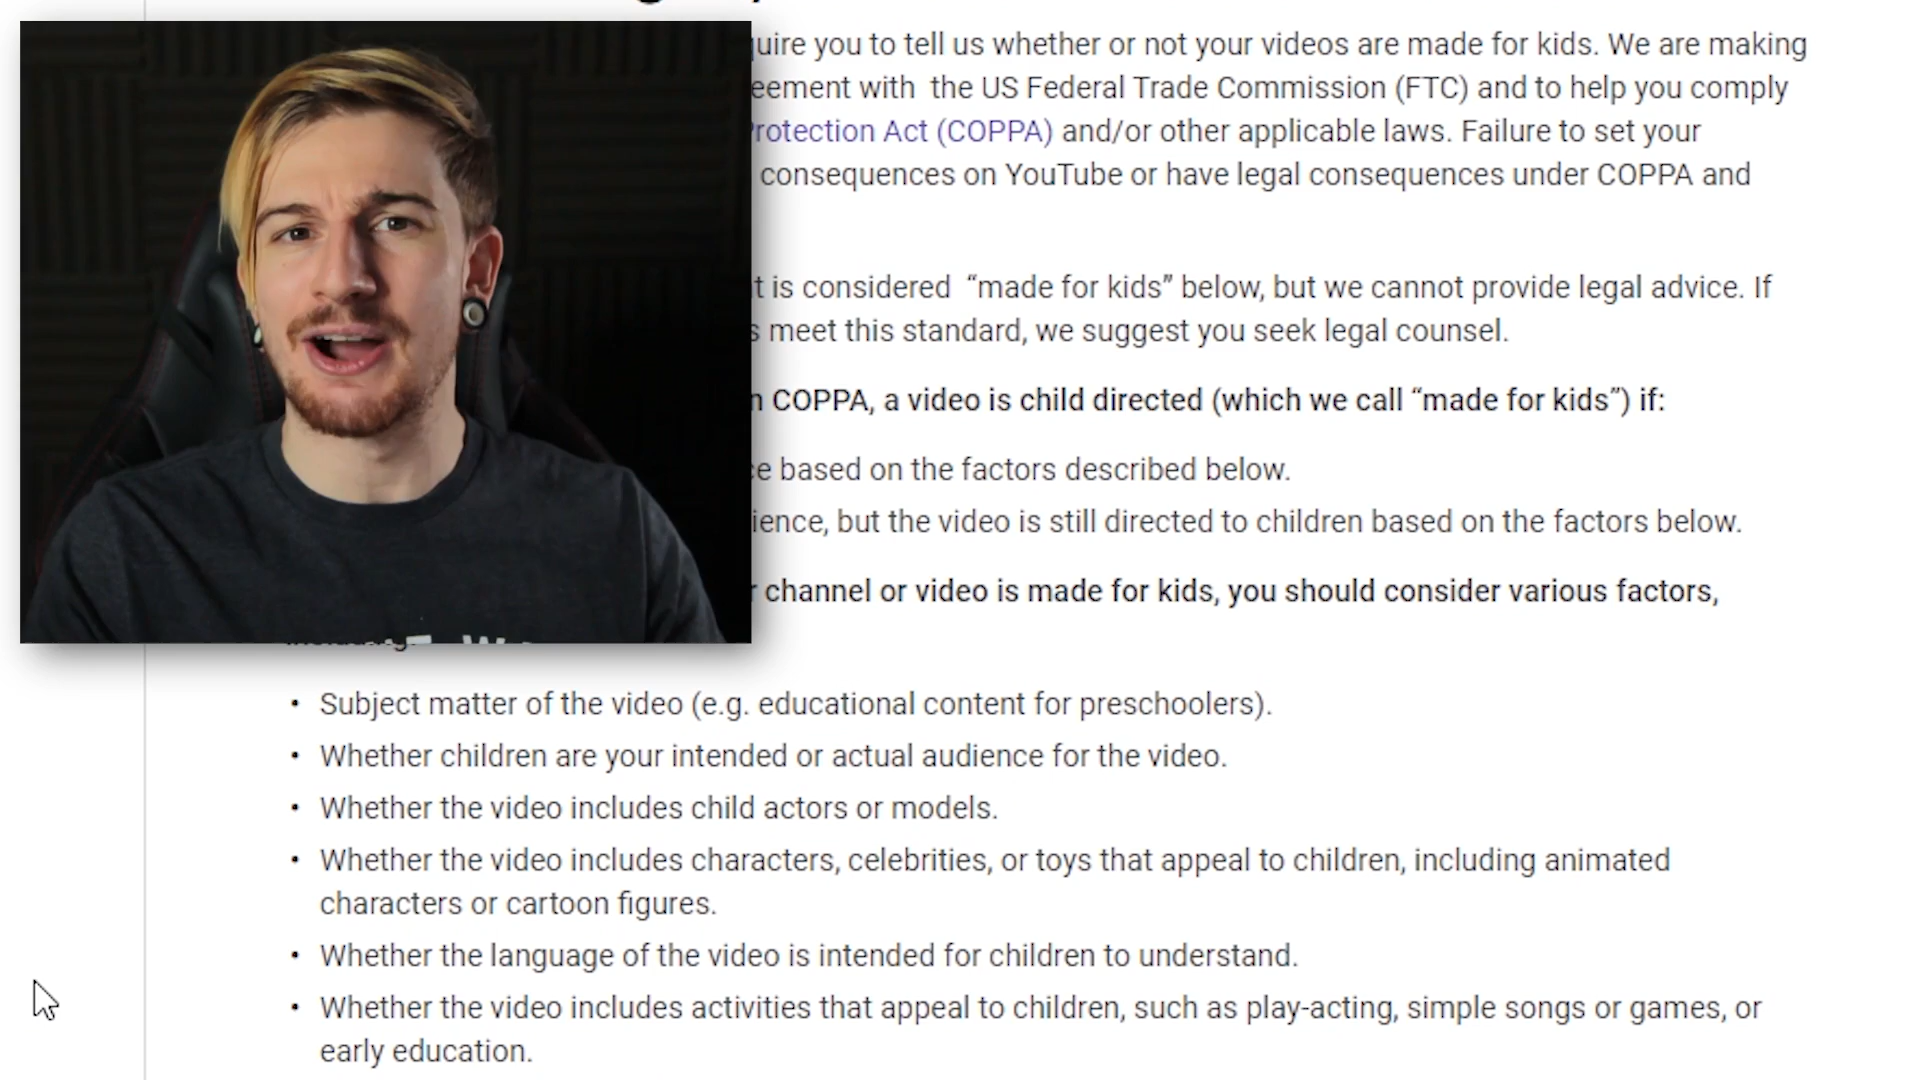 you to tell us whether or not your videos are made for kids. We are making
with the US Federal Trade Commission (FTC) and to help you comply
Protection Act (COPPA) and/or other applicable laws. Failure to set your
consequences on YouTube or have legal consequences under COPPA and
is considered “made for kids” below, but we cannot provide legal advice. If
meet this standard, we suggest you seek legal counsel.
COPPA, a video is child directed (which we call “made for kids”) if:
based on the factors described below.
but the video is still directed to children based on the factors below.
channel or video is made for kids, you should consider various factors,
• Subject matter of the video (e.g. educational content for preschoolers).
• Whether children are your intended or actual audience for the video.
• Whether the video includes child actors or models.
• Whether the video includes characters, celebrities, or toys that appeal to children, including animated
characters or cartoon figures.
• Whether the language of the video is intended for children to understand.
• Whether the video includes activities that appeal to children, such as play-acting, simple songs or games, or
early education.